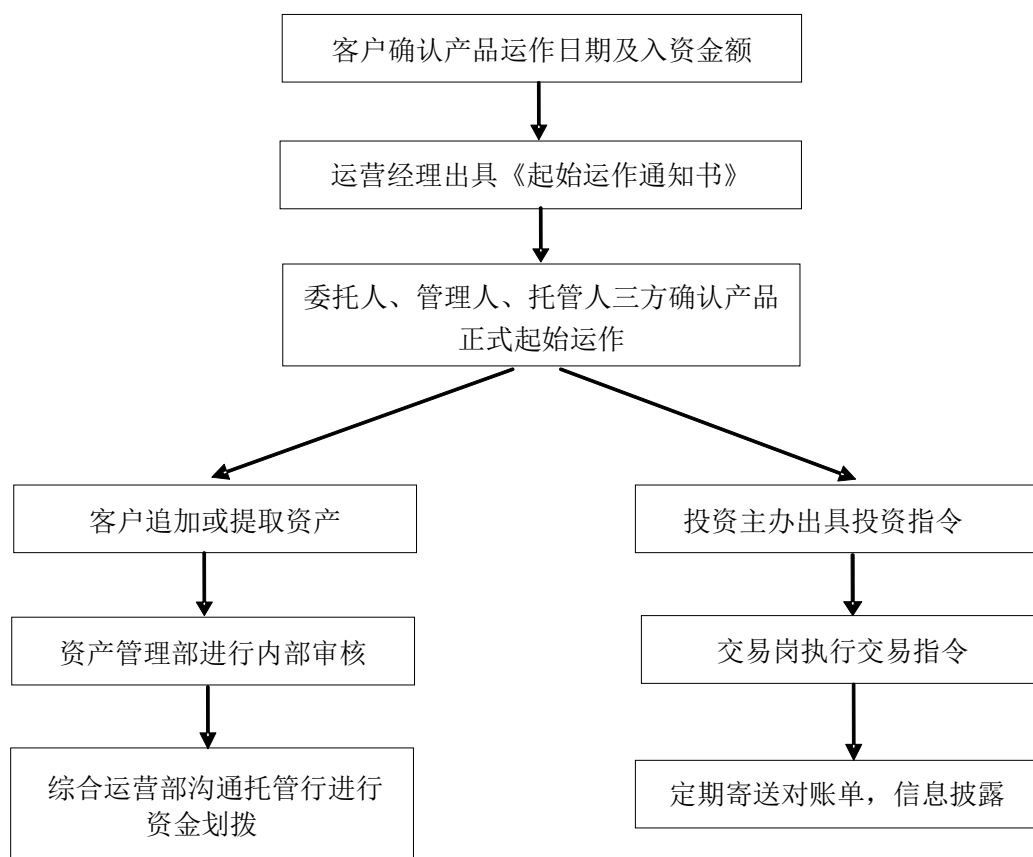 客户确认产品运作日期及入资金额
运营经理出具《起始运作通知书》
委托人、管理人、托管人三方确认产品
正式起始运作
客户追加或提取资产
资产管理部进行内部审核
综合运营部沟通托管行进行
资金划拨
投资主办出具投资指令
交易岗执行交易指令
定期寄送对账单，信息披露